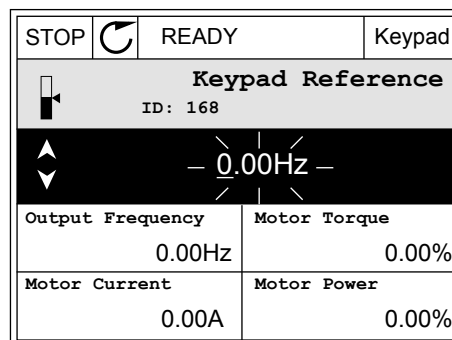 STOP READY Keypad
Keypad Reference
ID: 168
0.00Hz
Output Frequency Motor Torque
0.00Hz 0.00%
Motor Current Motor Power
0.00A 0.00%